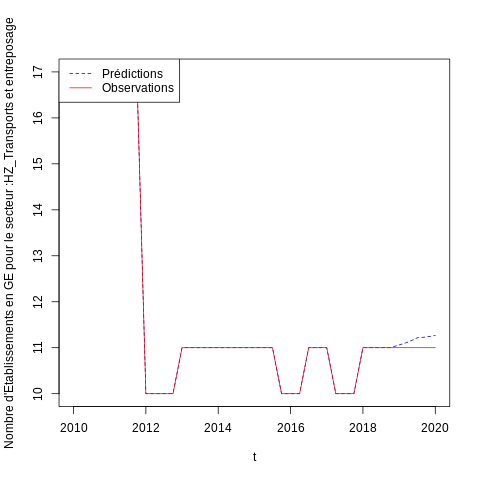 Nombre d'Etablissements en GE pour le secteur :HZ_Transports et entreposage
Prédictions
Observations
17
16
15
14
13
12
11
10
2010 2012 2014 2016 2018 2020
t